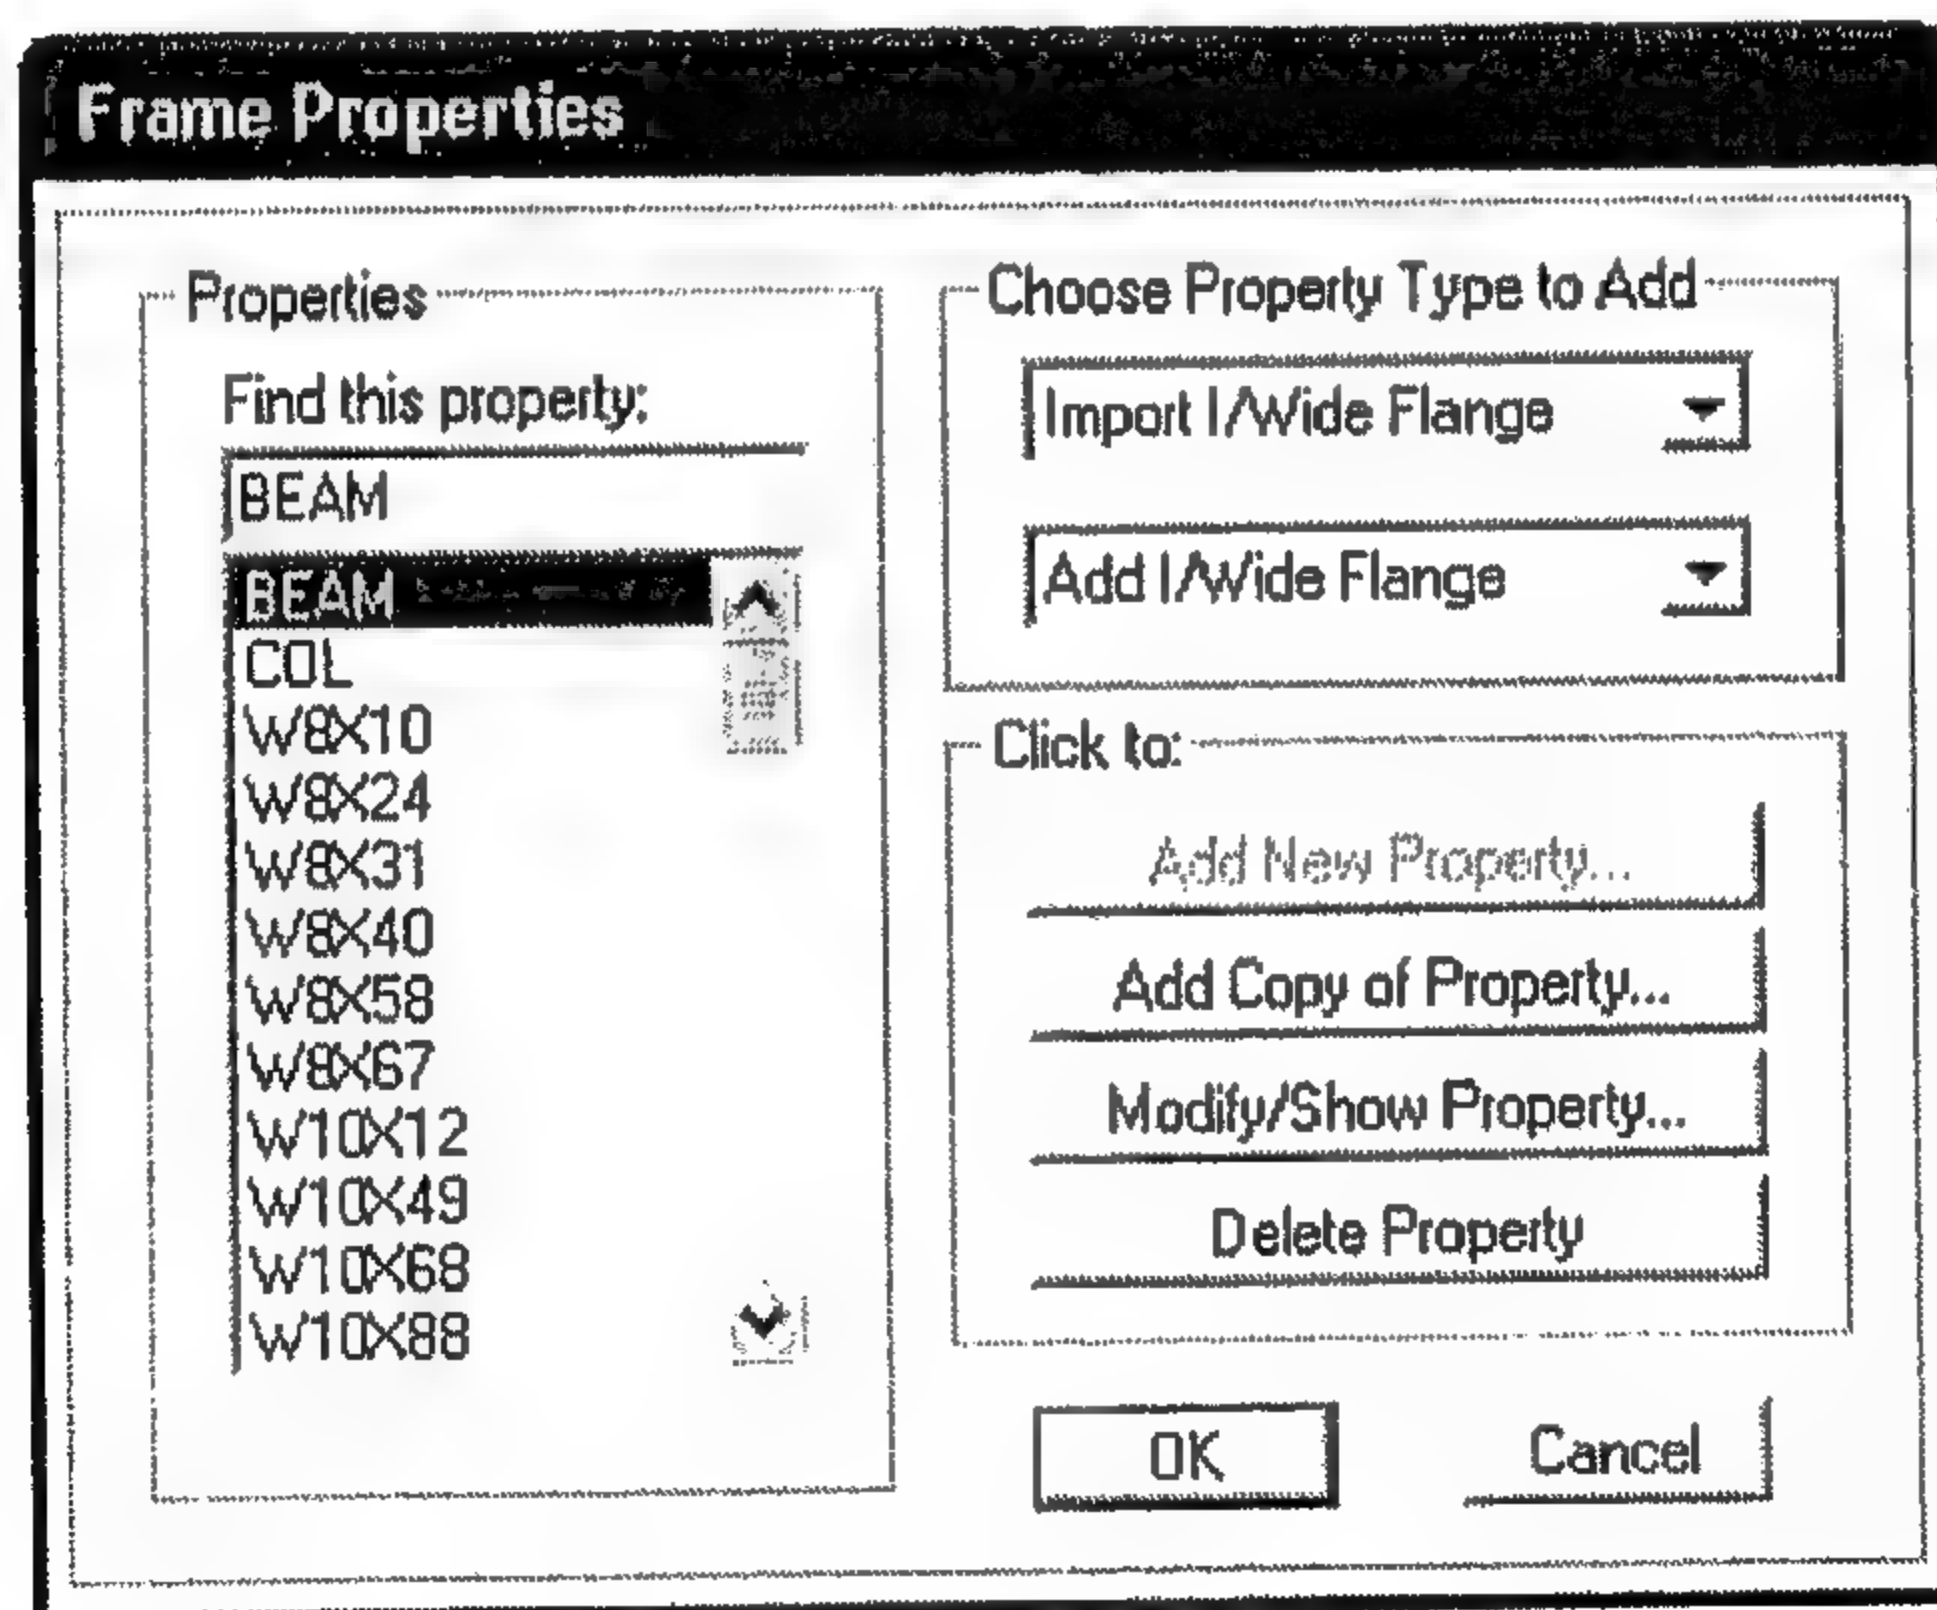 Frame Properties
Properties
Find this property:
BEAM
BEAM
COL
W8X10
W8X24
W8X31
W8X40
W8X58
W8X67
W10X12
W10X49
W10X68
W10X88
Choose Property Type to Add
Import I/Wide Flange
Add I/Wide Flange
Click to:
Add New Property...
Add Copy of Property...
Modify/Show Property...
Delete Property
OK
Cancel